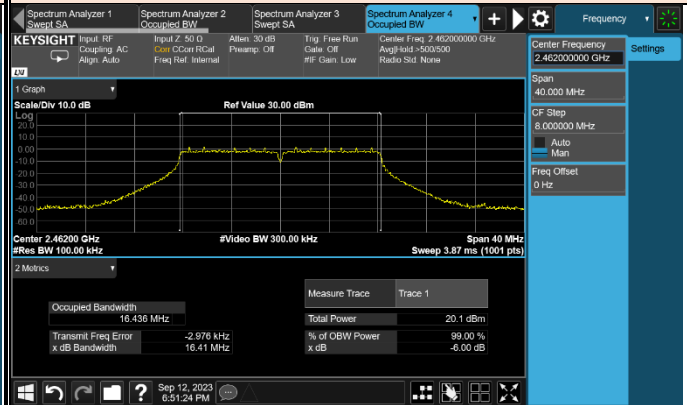 Spectrum Analyzer 1
Swept SA
Spectrum Analyzer 2
Occupied BW
Spectrum Analyzer 3
Swept SA
Spectrum Analyzer 4
Occupied BW
+
Frequency
KEYSIGHT
Input: RF
Coupling: AC
Align: Auto
Input Z: 50 Ω
Corr CCorr RCal
Freq Ref: Internal
Atten: 30 dB
Preamp: Off
Trig: Free Run
Gate: Off
#IF Gain: Low
Center Freq: 2.462000000 GHz
Avg|Hold:>500/500
Radio Std: None
LXI
1 Graph
Scale/Div 10.0 dB
Ref Value 30.00 dBm
Log
20.0
10.0
0.00
-10.0
-20.0
-30.0
-40.0
-50.0
-60.0
Center 2.46200 GHz
#Video BW 300.00 kHz
Span 40 MHz
#Res BW 100.00 kHz
Sweep 3.87 ms (1001 pts)
2 Metrics
Measure Trace
Trace 1
Occupied Bandwidth
16.436 MHz
Total Power
20.1 dBm
Transmit Freq Error
-2.976 kHz
% of OBW Power
99.00 %
x dB Bandwidth
16.41 MHz
x dB
-6.00 dB
Center Frequency
2.462000000 GHz
Settings
Span
40.000 MHz
CF Step
8.000000 MHz
Auto
Man
Freq Offset
0 Hz
?
Sep 12, 2023
6:51:24 PM